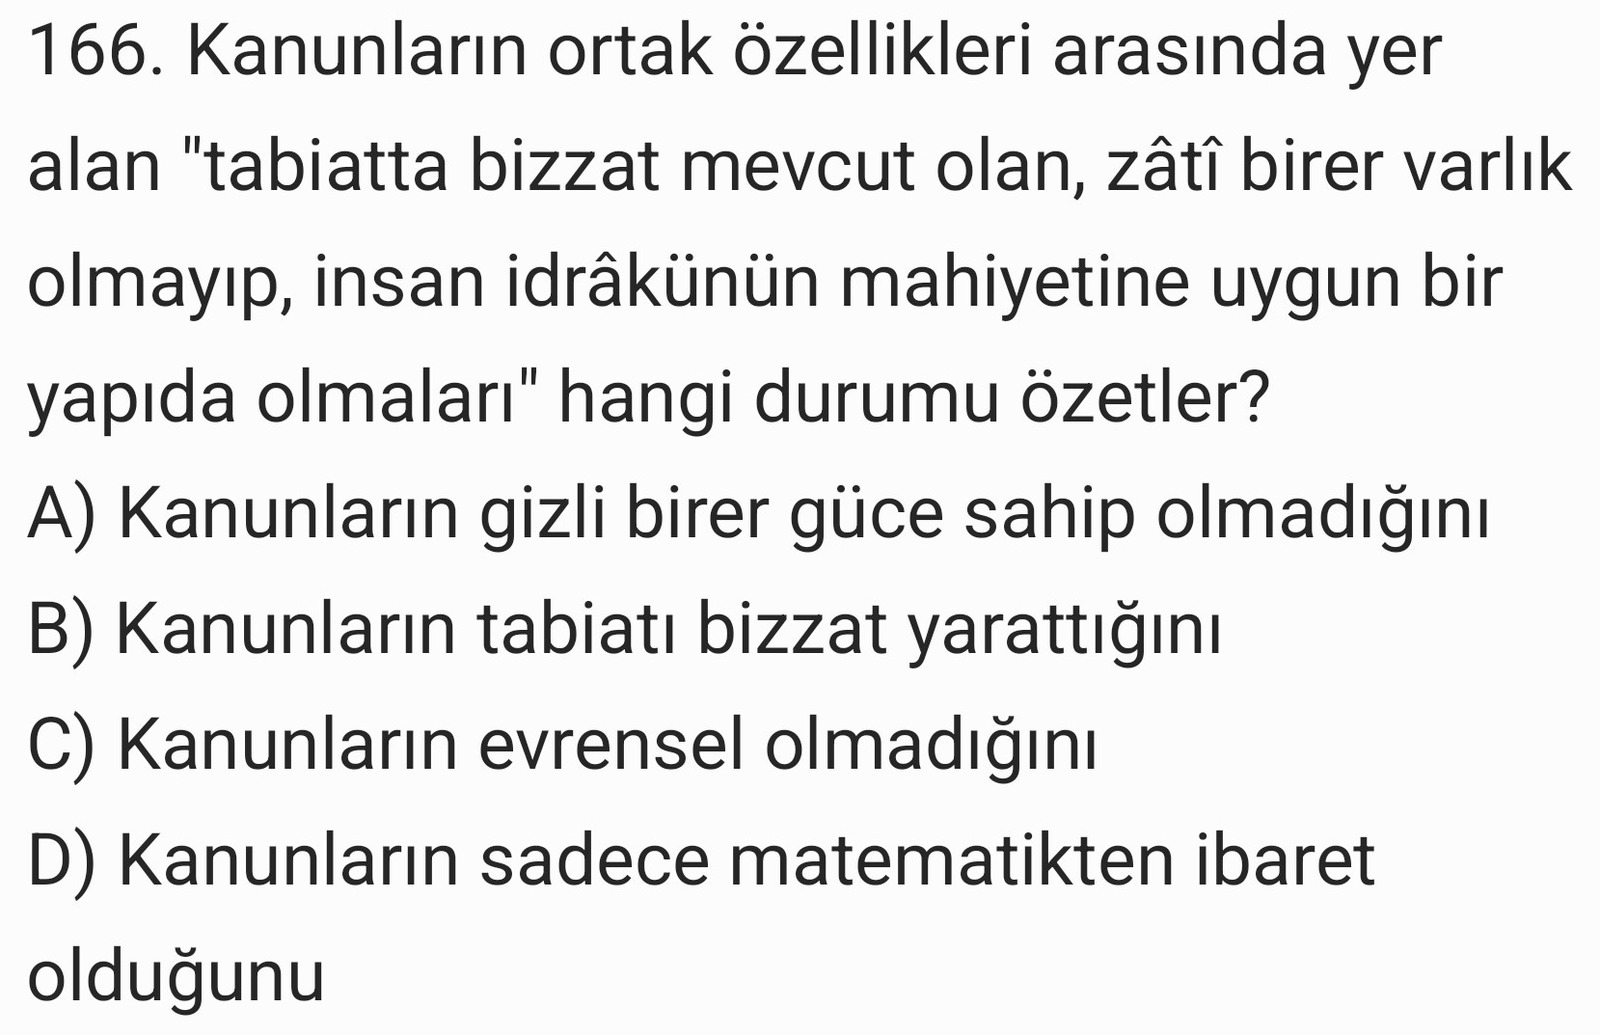 166. Kanunların ortak özellikleri arasında yer
alan "tabiatta bizzat mevcut olan, zâtî birer varlık
olmayıp, insan idrâkünün mahiyetine uygun bir
yapıda olmaları" hangi durumu özetler?
A) Kanunların gizli birer güce sahip olmadığını
B) Kanunların tabiatı bizzat yarattığını
C) Kanunların evrensel olmadığını
D) Kanunların sadece matematikten ibaret
olduğunu